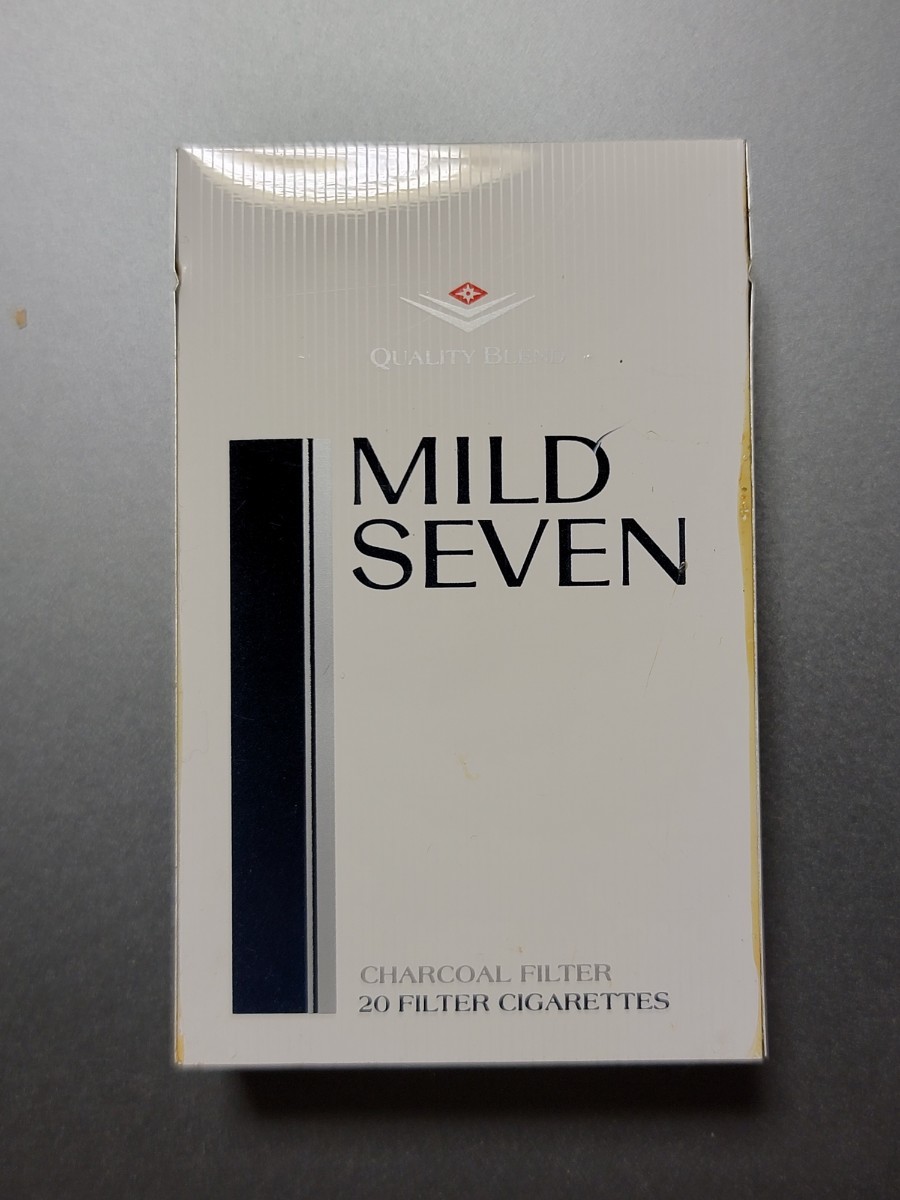 QUALITY BLEND
MILD
SEVEN
CHARCOAL FILTER
20 FILTER CIGARETTES